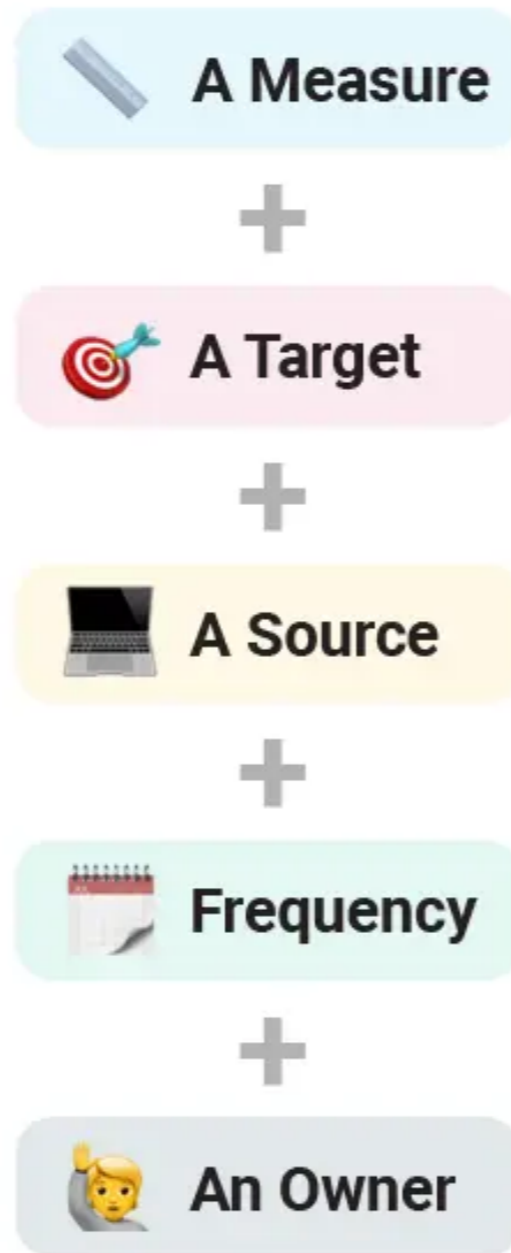 A Measure
+
A Target
+
A Source
+
Frequency
+
An Owner